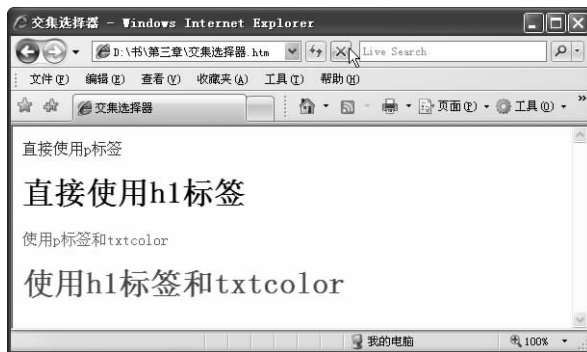 交集选择器 - Windows Internet Explorer
D:\书\第三章\交集选择器.htm Live Search
文件(F) 编辑(E) 查看(V) 收藏夹(A) 工具(T) 帮助(H)
交集选择器 页面(P) 工具(O) »
直接使用p标签
直接使用h1标签
使用p标签和txtcolor
使用h1标签和txtcolor
我的电脑 100%